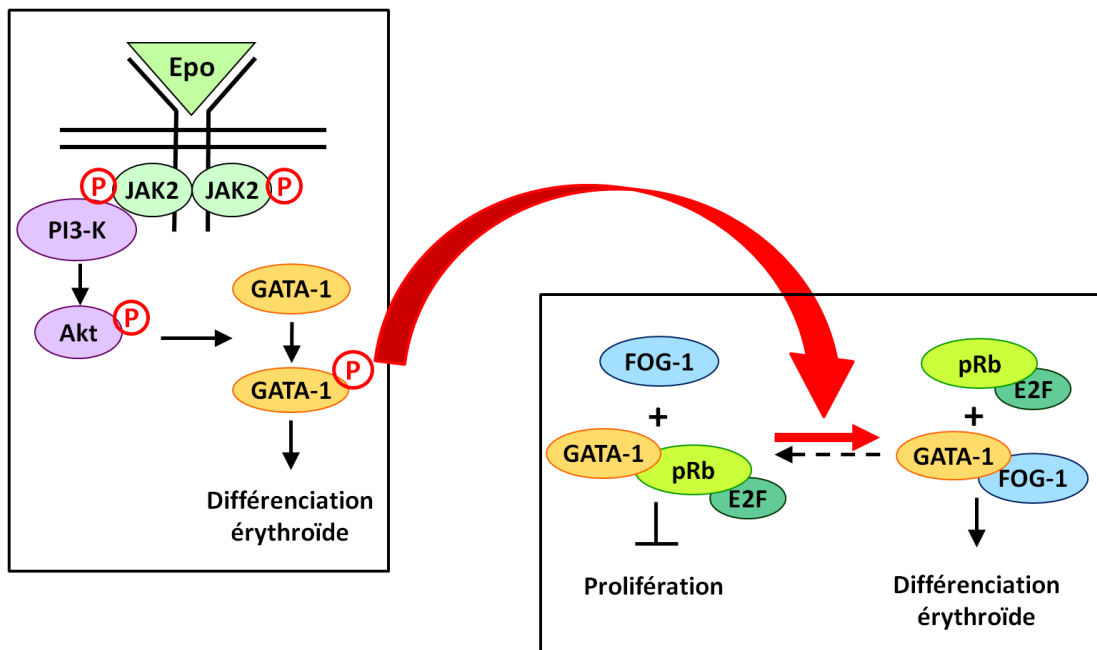 Epo
P
JAK2
JAK2
P
PI3-K
Akt
P
GATA-1
GATA-1
P
Différenciation
érythroïde
FOG-1
+
GATA-1
pRb
E2F
Prolifération
pRb
E2F
+
GATA-1
FOG-1
Différenciation
érythroïde